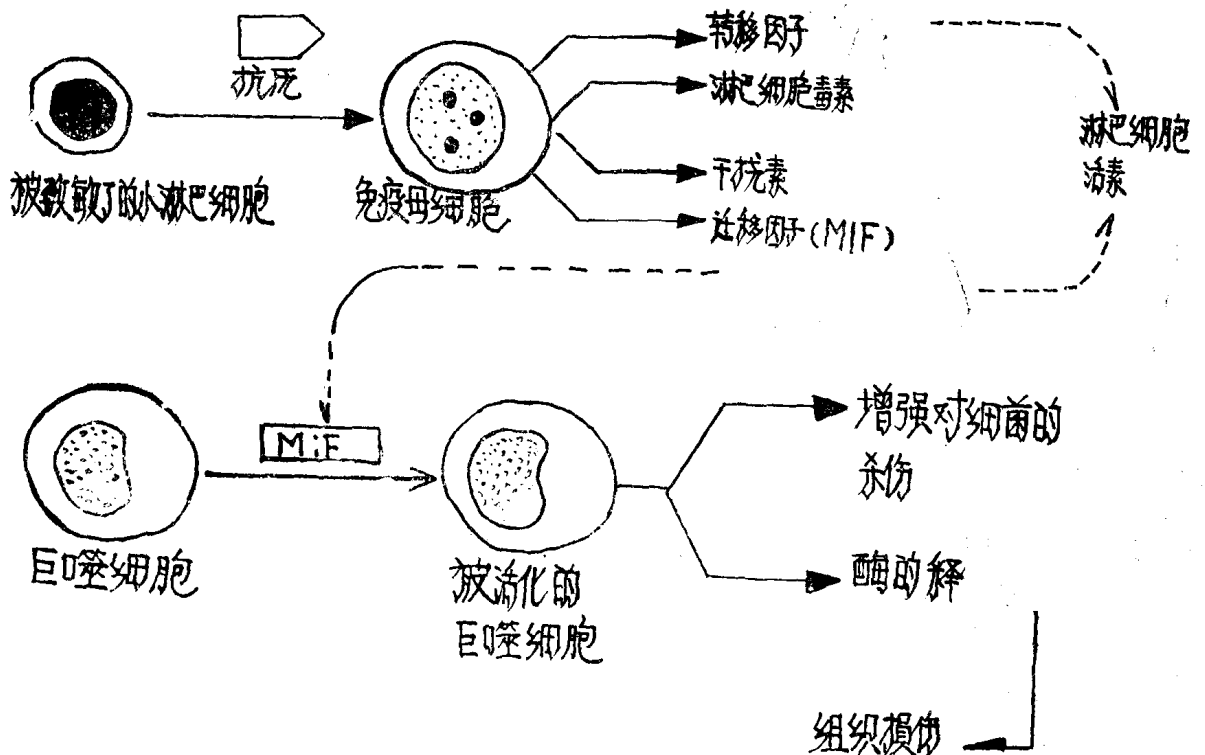 抗原
转移因子
淋巴细胞毒素
淋巴细胞
活素
干扰素
迁移因子(MIF)
被致敏了的小淋巴细胞
免疫母细胞
MiF
增强对细菌的
杀伤
巨噬细胞
被活化的
巨噬细胞
酶的释
组织損伤